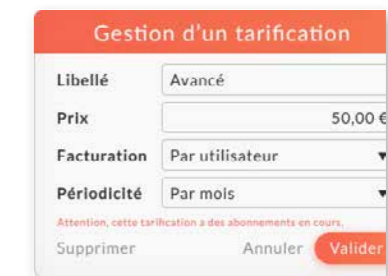 Gestion d'un tarification
Libellé Avancé
Prix 50,00 €
Facturation Par utilisateur
Périodicité Par mois
Attention, cette tarification a des abonnements en cours.
Supprimer Annuler Valider